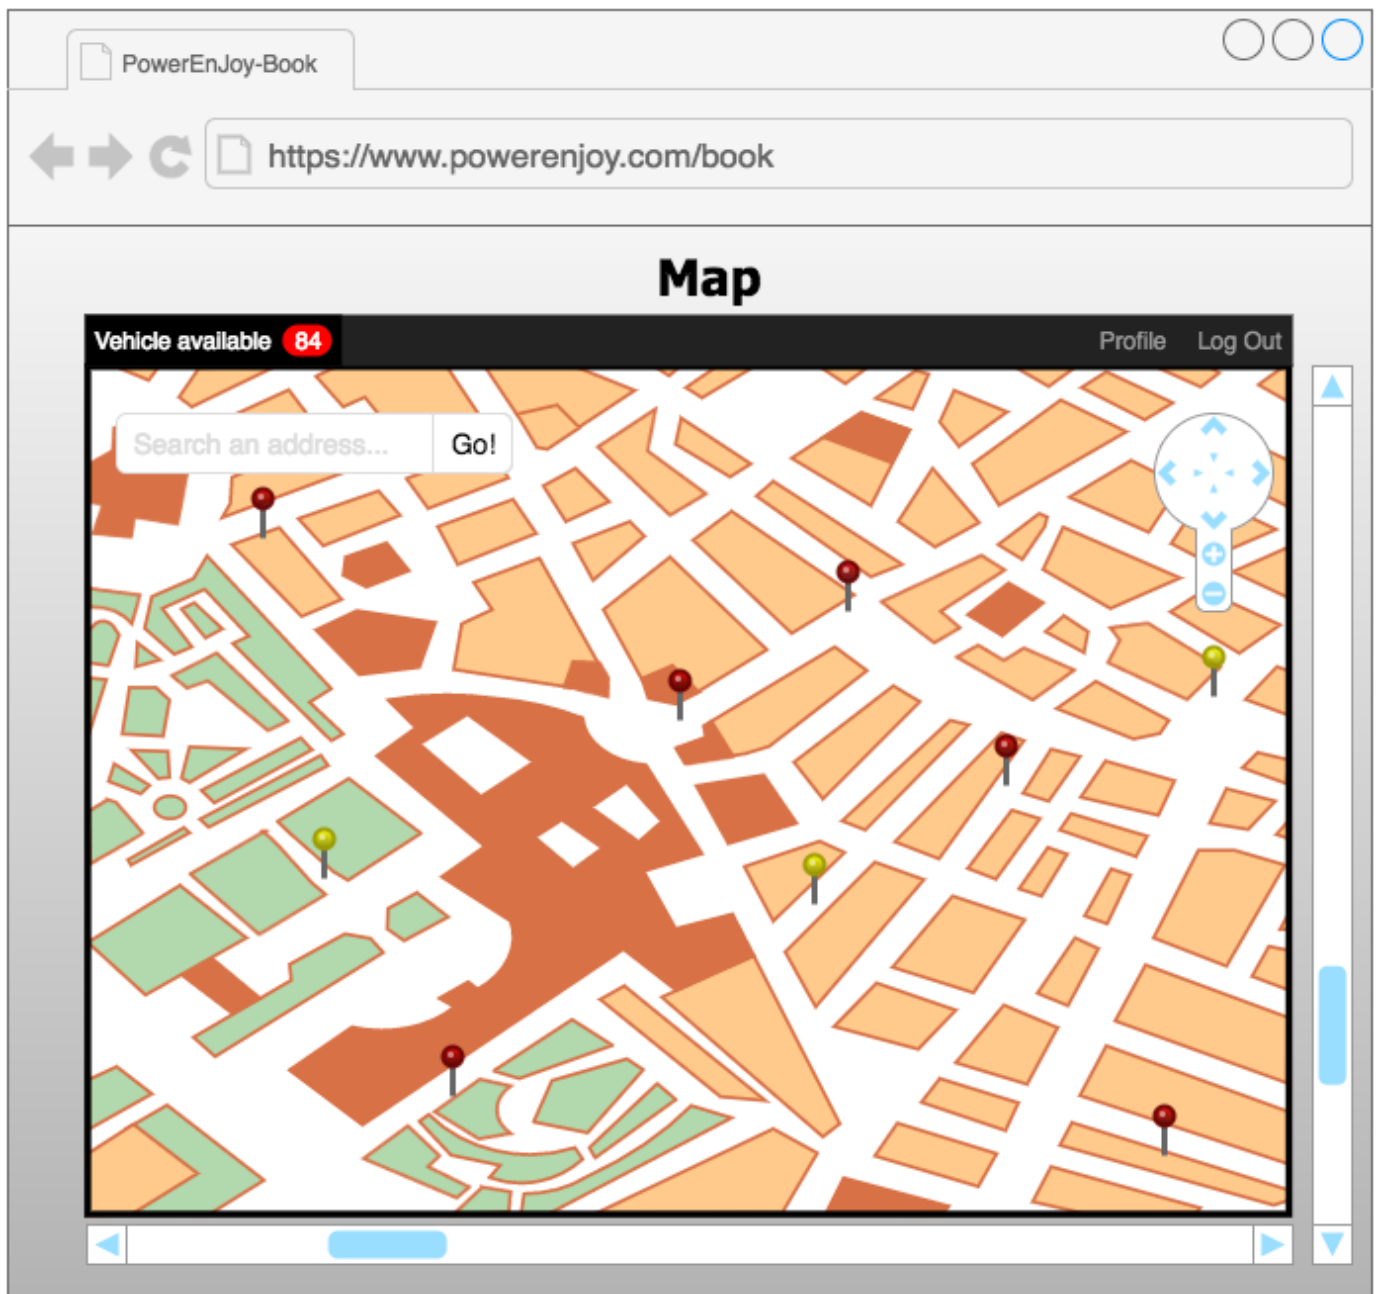 PowerEnJoy-Book
https://www.powerenjoy.com/book
Map
Vehicle available 84 Profile Log Out
Search an address... Go!